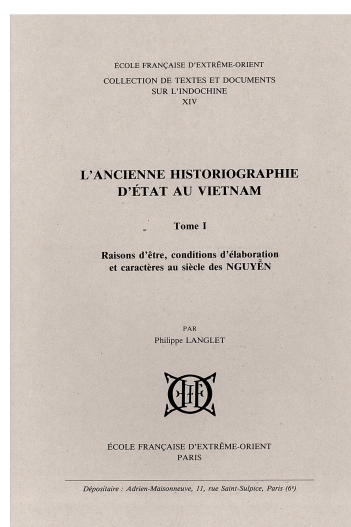 ÉCOLE FRANÇAISE D'EXTRÊME-ORIENT
COLLECTION DE TEXTES ET DOCUMENTS
SUR L'INDOCHINE
XIV
L'ANCIENNE HISTORIOGRAPHIE
D'ÉTAT AU VIETNAM
Tome I
Raisons d'être, conditions d'élaboration
et caractères au siècle des NGUYỄN
PAR
Philippe LANGLET
ÉCOLE FRANÇAISE D'EXTRÊME-ORIENT
PARIS
Dépositaire : Adrien-Maisonneuve, 11, rue Saint-Sulpice, Paris (6e)